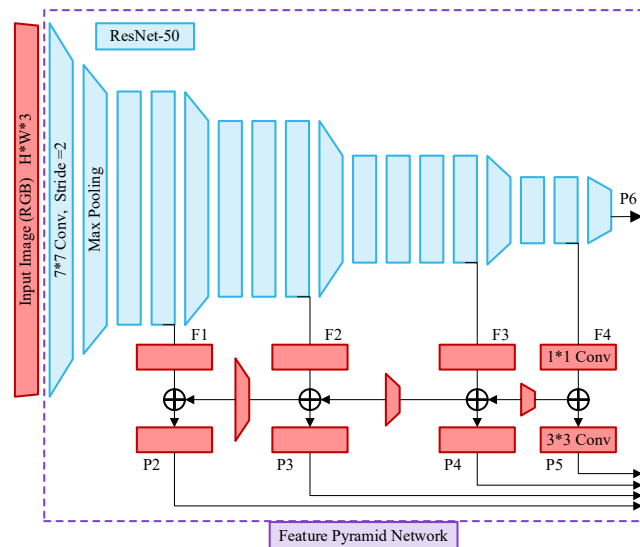 ResNet-50
Input Image (RGB) H*W*3
7*7 Conv, Stride =2
Max Pooling
P6
F1
F2
F3
F4
1*1 Conv
3*3 Conv
P2
P3
P4
P5
Feature Pyramid Network